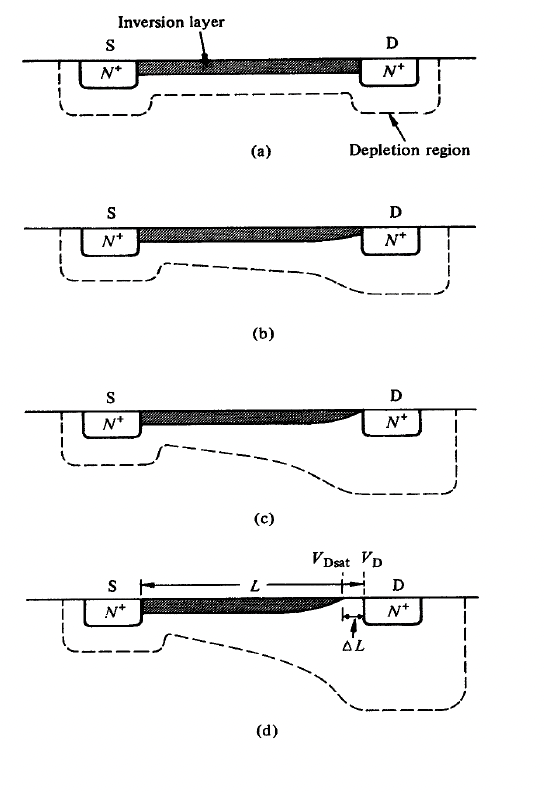 Inversion layer
S D
N+ N+
(a) Depletion region
S D
N+ N+
(b)
S D
N+ N+
(c)
VDsat VD
S L D
N+ N+
ΔL
(d)